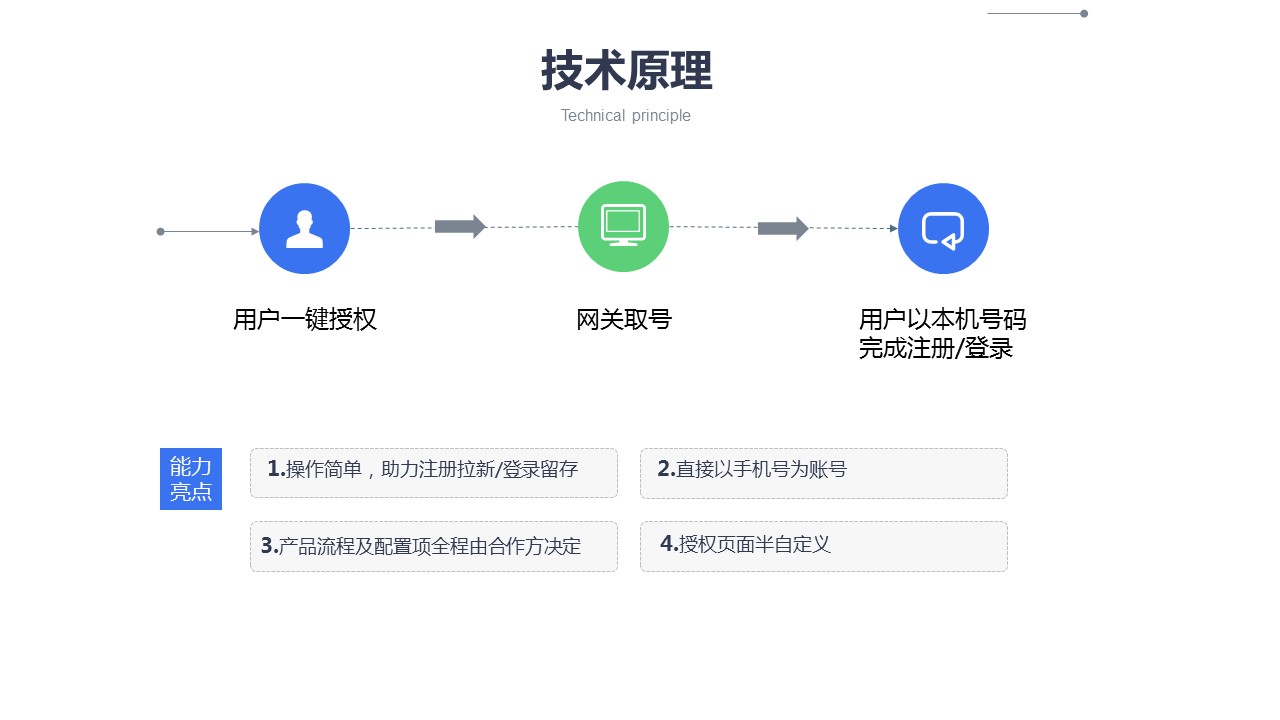 技术原理
Technical principle
用户一键授权
网关取号
用户以本机号码
完成注册/登录
能力
亮点
1.操作简单，助力注册拉新/登录留存
2.直接以手机号为账号
3.产品流程及配置项全程由合作方决定
4.授权页面半自定义